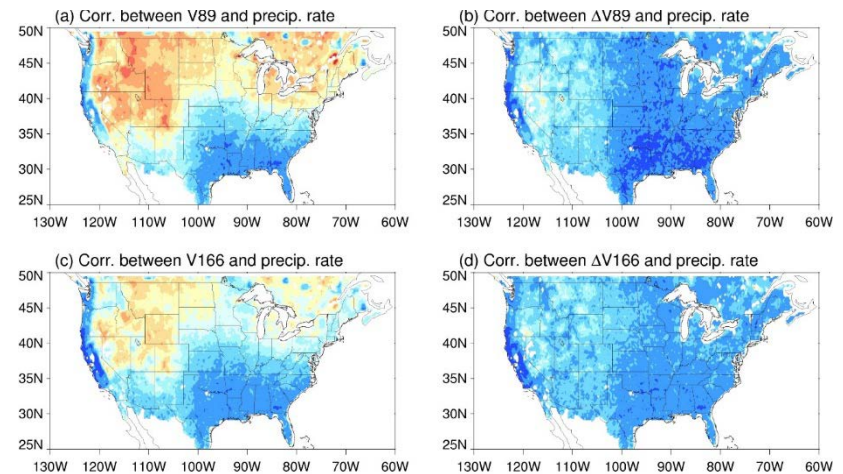 (a) Corr. between V89 and precip. rate
(b) Corr. between ΔV89 and precip. rate
50N
45N
40N
35N
30N
25N
130W 120W 110W 100W 90W 80W 70W 60W
50N
45N
40N
35N
30N
25N
130W 120W 110W 100W 90W 80W 70W 60W
(c) Corr. between V166 and precip. rate
(d) Corr. between ΔV166 and precip. rate
50N
45N
40N
35N
30N
25N
130W 120W 110W 100W 90W 80W 70W 60W
50N
45N
40N
35N
30N
25N
130W 120W 110W 100W 90W 80W 70W 60W